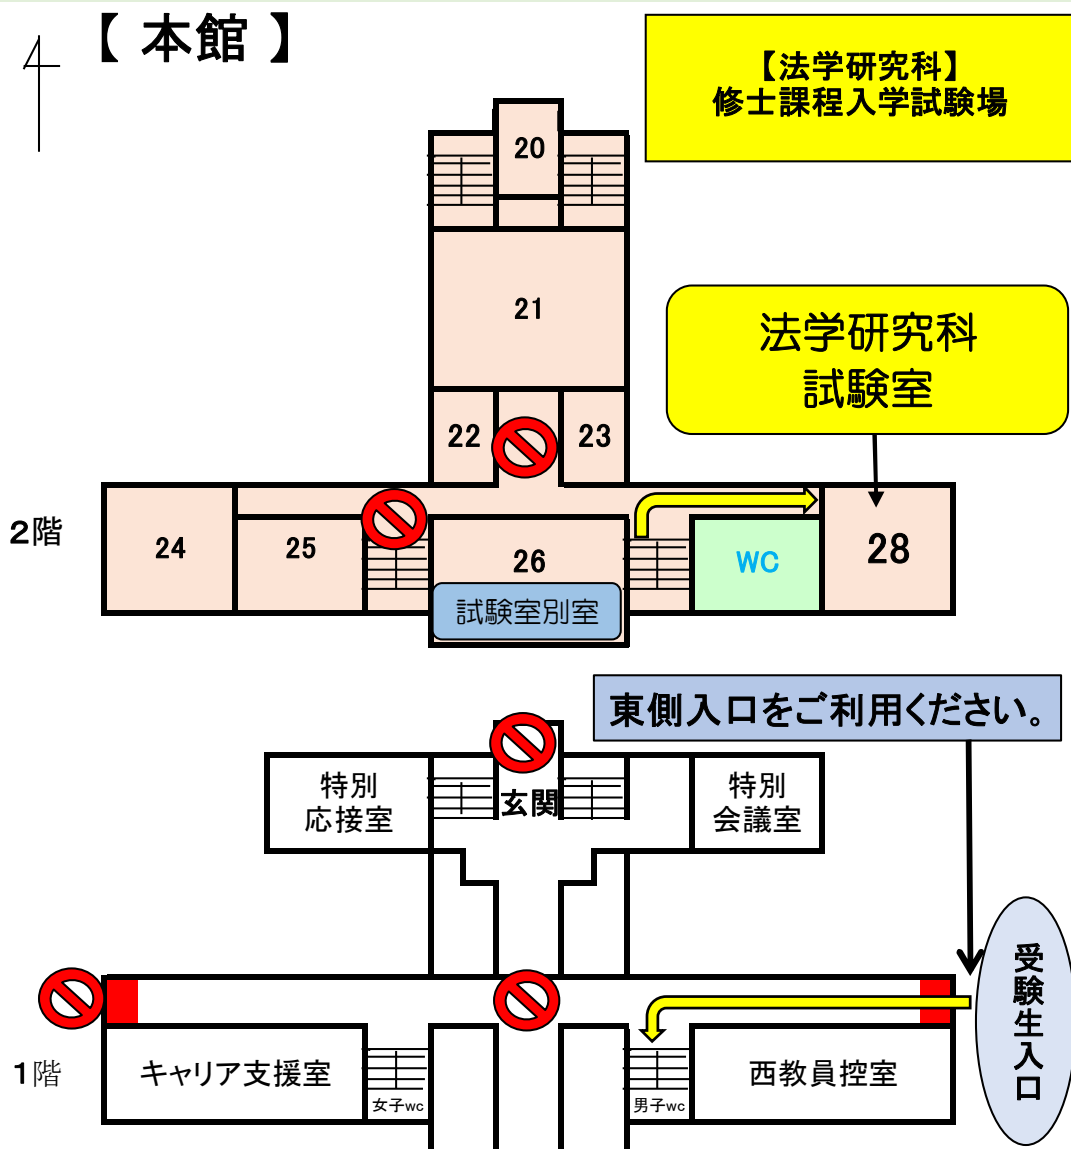 【 本館 】
【法学研究科】
修士課程入学試験場
20
21
法学研究科
試験室
22
23
2階
24
25
26
WC
28
試験室別室
東側入口をご利用ください。
特別
応接室
玄関
特別
会議室
受験生入口
1階
キャリア支援室
女子wc
男子wc
西教員控室